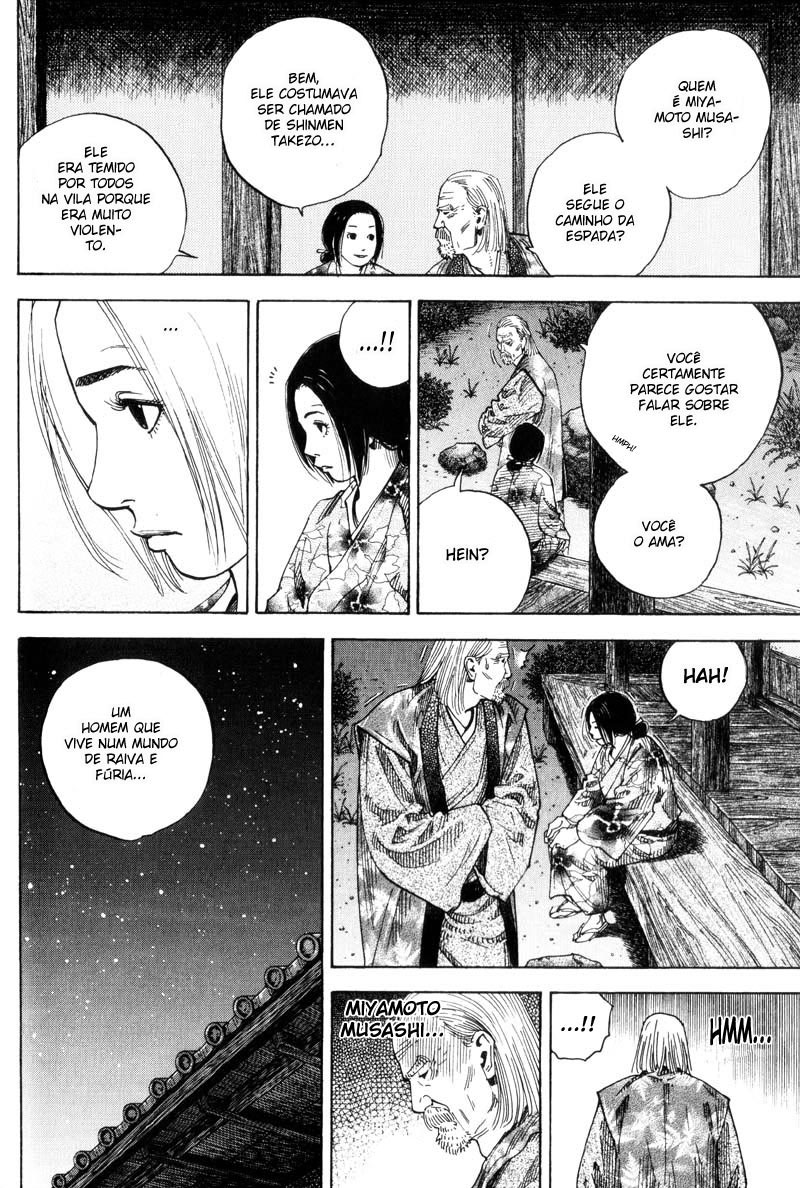 QUEM
É MIYA-
MOTO MUSA-
SHI?
ELE
SEGUE O
CAMINHO DA
ESPADA?
BEM,
ELE COSTUMAVA
SER CHAMADO
DE SHINMEN
TAKEZO...
ELE
ERA TEMIDO
POR TODOS
NA VILA PORQUE
ERA MUITO
VIOLEN-
TO.
VOCÊ
CERTAMENTE
PARECE GOSTAR
FALAR SOBRE
ELE.
HMPH!
VOCÊ
O AMA?
HEIN?
...!!
...
HAH!
UM
HOMEM QUE
VIVE NUM MUNDO
DE RAIVA E
FÚRIA...
HMM...
...!!
MIYAMOTO
MUSASHI...